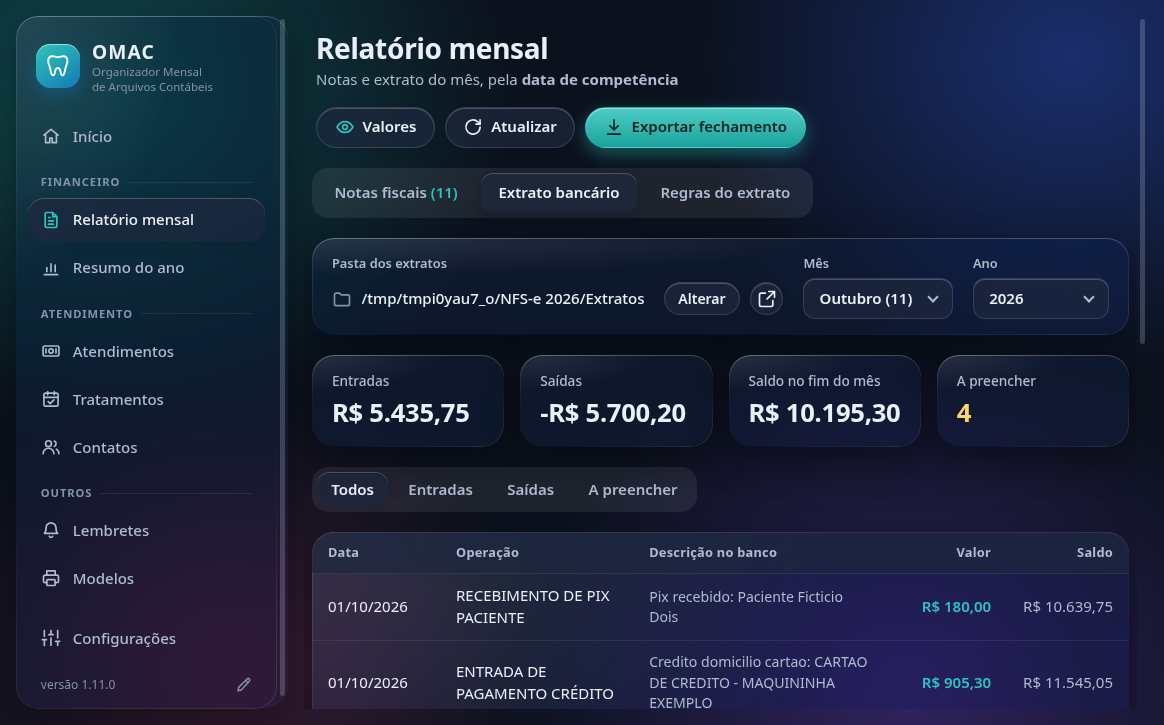 OMAC
Organizador Mensal
de Arquivos Contábeis
Início
FINANCEIRO
Relatório mensal
Resumo do ano
ATENDIMENTO
Atendimentos
Tratamentos
Contatos
OUTROS
Lembretes
Modelos
Configurações
versão 1.11.0
Relatório mensal
Notas e extrato do mês, pela data de competência
Valores
Atualizar
Exportar fechamento
Notas fiscais (11)
Extrato bancário
Regras do extrato
Pasta dos extratos
/tmp/tmpi0yau7_o/NFS-e 2026/Extratos
Alterar
Mês
Outubro (11)
Ano
2026
Entradas
R$ 5.435,75
Saídas
-R$ 5.700,20
Saldo no fim do mês
R$ 10.195,30
A preencher
4
Todos
Entradas
Saídas
A preencher
Data
Operação
Descrição no banco
Valor
Saldo
01/10/2026
RECEBIMENTO DE PIX
PACIENTE
Pix recebido: Paciente Ficticio
Dois
R$ 180,00
R$ 10.639,75
01/10/2026
ENTRADA DE
PAGAMENTO CRÉDITO
Credito domicilio cartao: CARTAO
DE CREDITO - MAQUININHA
EXEMPLO
R$ 905,30
R$ 11.545,05